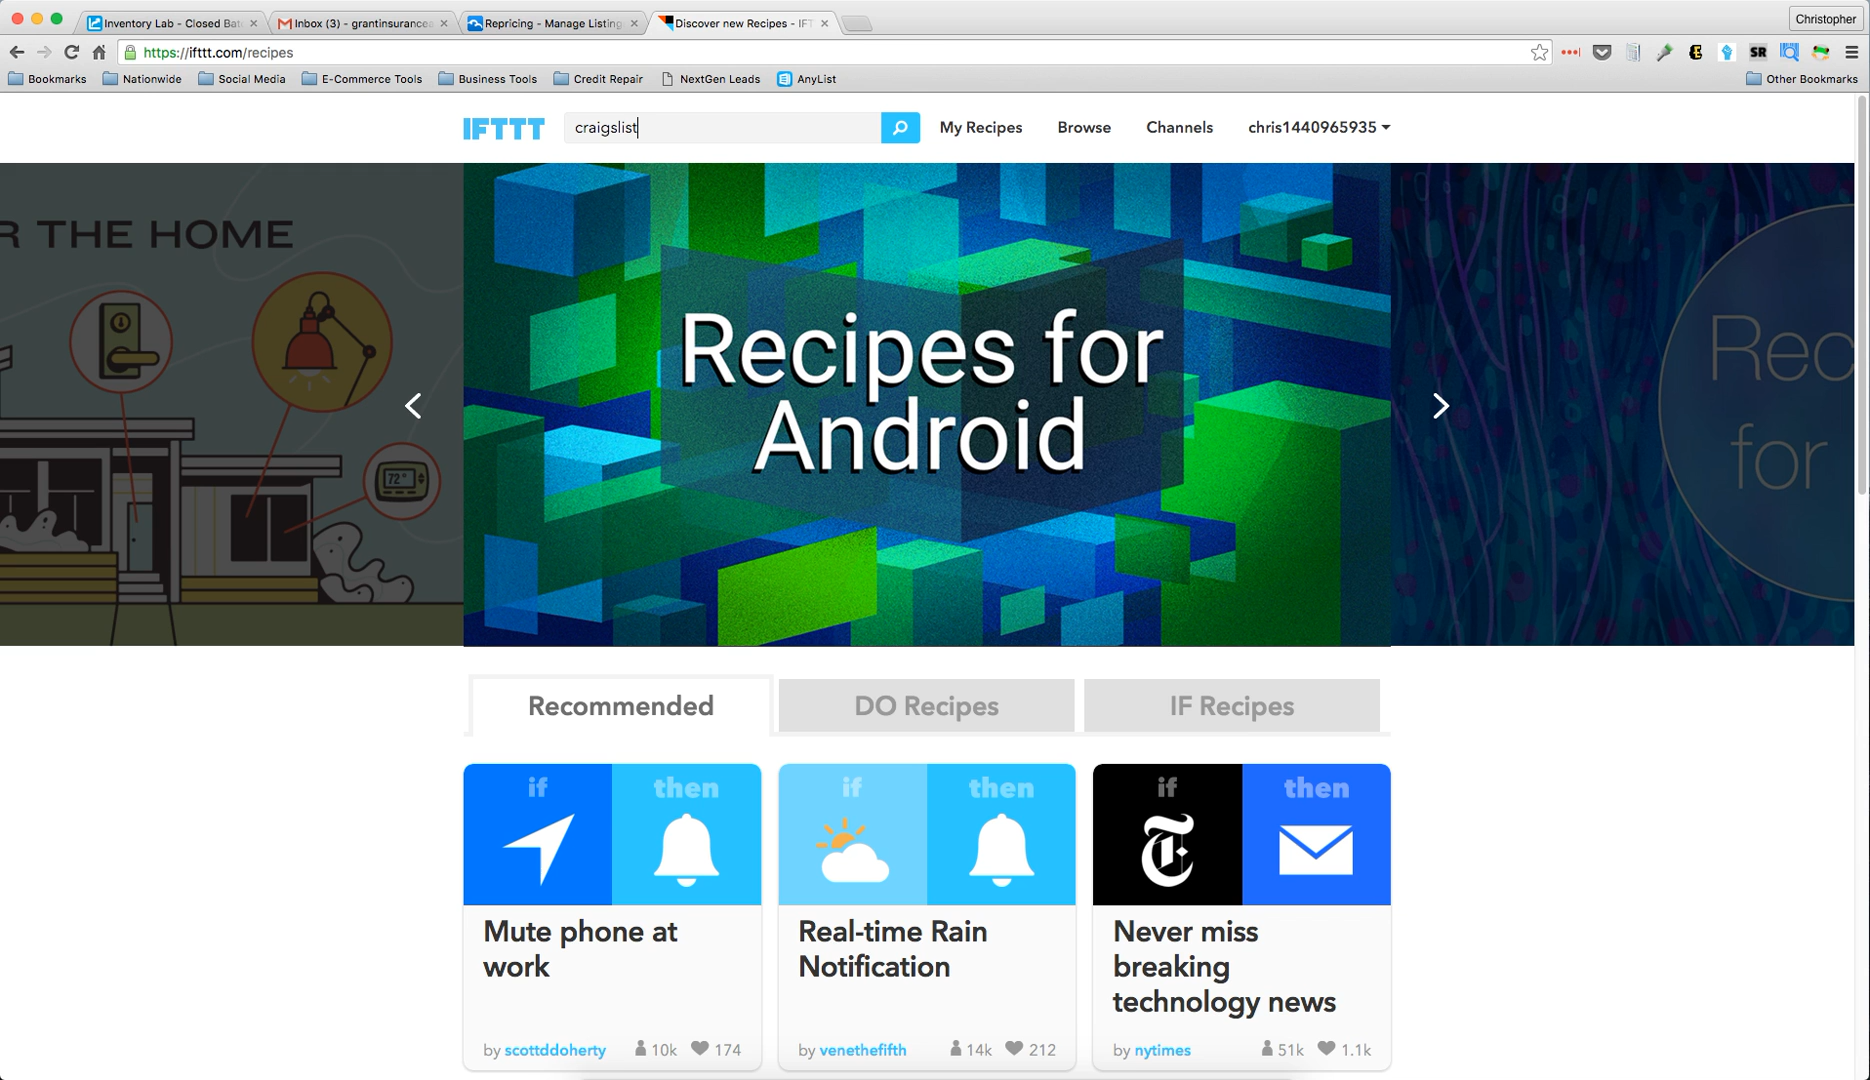 Inventory Lab - Closed Bat
Inbox (3) - grantinsurance
Repricing - Manage Listing
Discover new Recipes - IFT
Christopher
https://ifttt.com/recipes
SR
Bookmarks
Nationwide
Social Media
E-Commerce Tools
Business Tools
Credit Repair
NextGen Leads
AnyList
Other Bookmarks
IFTTT
craigslist
My Recipes
Browse
Channels
chris1440965935
R THE HOME
72°
Recipes for
Android
Rec
for
Recommended
DO Recipes
IF Recipes
if
then
Mute phone at
work
by scottddoherty
10k
174
if
then
Real-time Rain
Notification
by venethefifth
14k
212
if
T
then
Never miss
breaking
technology news
by nytimes
51k
1.1k